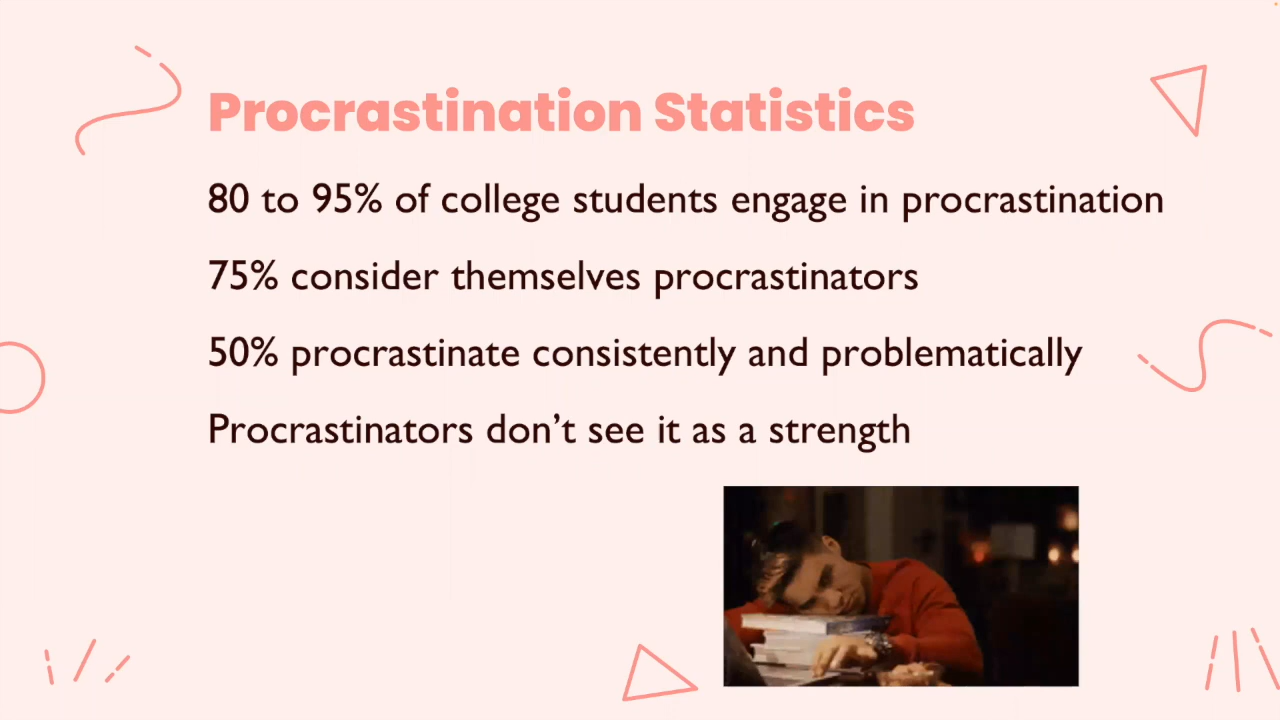 Procrastination Statistics
80 to 95% of college students engage in procrastination
75% consider themselves procrastinators
50% procrastinate consistently and problematically
Procrastinators don’t see it as a strength